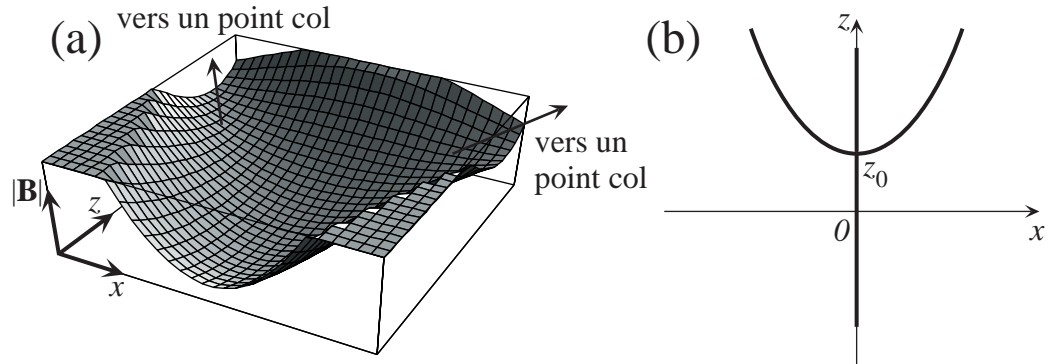 (a)
vers un point col
vers un
point col
|B|
z
x
(b)
z
z0
0
x